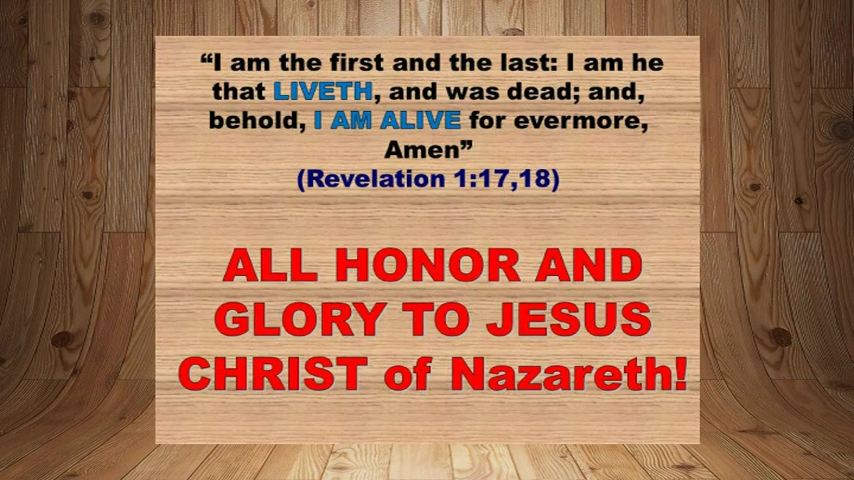 “I am the first and the last: I am he
that LIVETH, and was dead; and,
behold, I AM ALIVE for evermore,
Amen”
(Revelation 1:17,18)
ALL HONOR AND
GLORY TO JESUS
CHRIST of Nazareth!